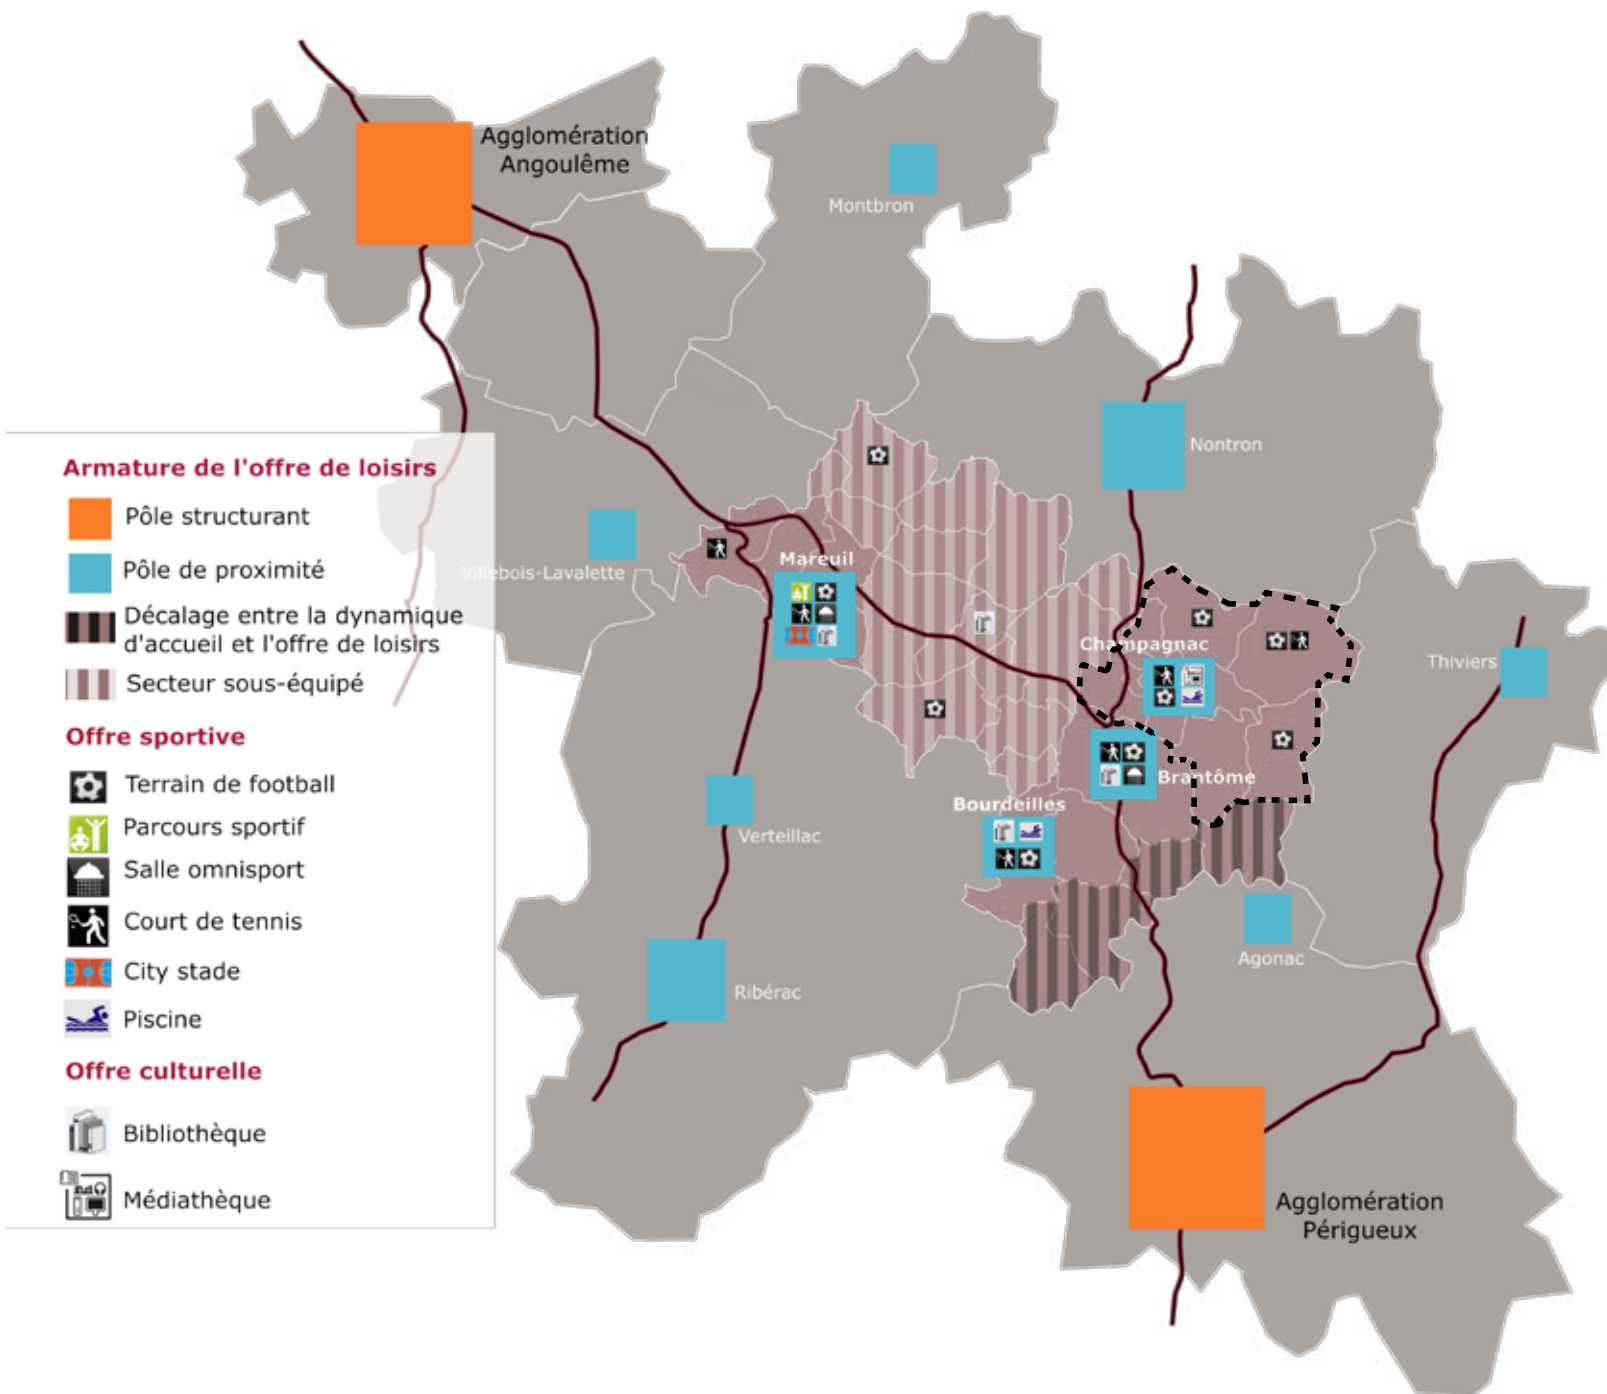 Agglomération
Angoulême
Montbron
Nontron
Armature de l'offre de loisirs
Pôle structurant
Pôle de proximité
Décalage entre la dynamique
d'accueil et l'offre de loisirs
Secteur sous-équipé
Offre sportive
Terrain de football
Parcours sportif
Salle omnisport
Court de tennis
City stade
Piscine
Offre culturelle
Bibliothèque
Médiathèque
Villebois-Lavalette
Mareuil
Champagnac
Thiviers
Brantôme
Bourdeilles
Verteillac
Agonac
Ribérac
Agglomération
Périgueux